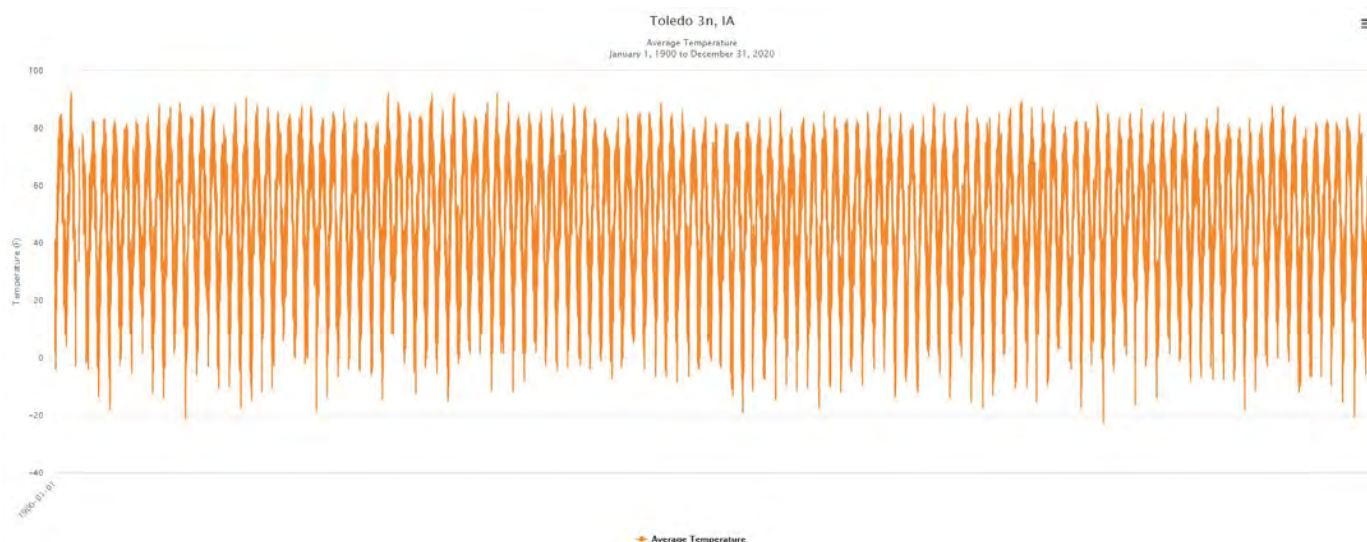 Toledo 3n, IA
Average Temperature
January 1, 1900 to December 31, 2020
100
80
60
40
20
0
-20
-40
Temperature (F)
1900-01-01
Average Temperature